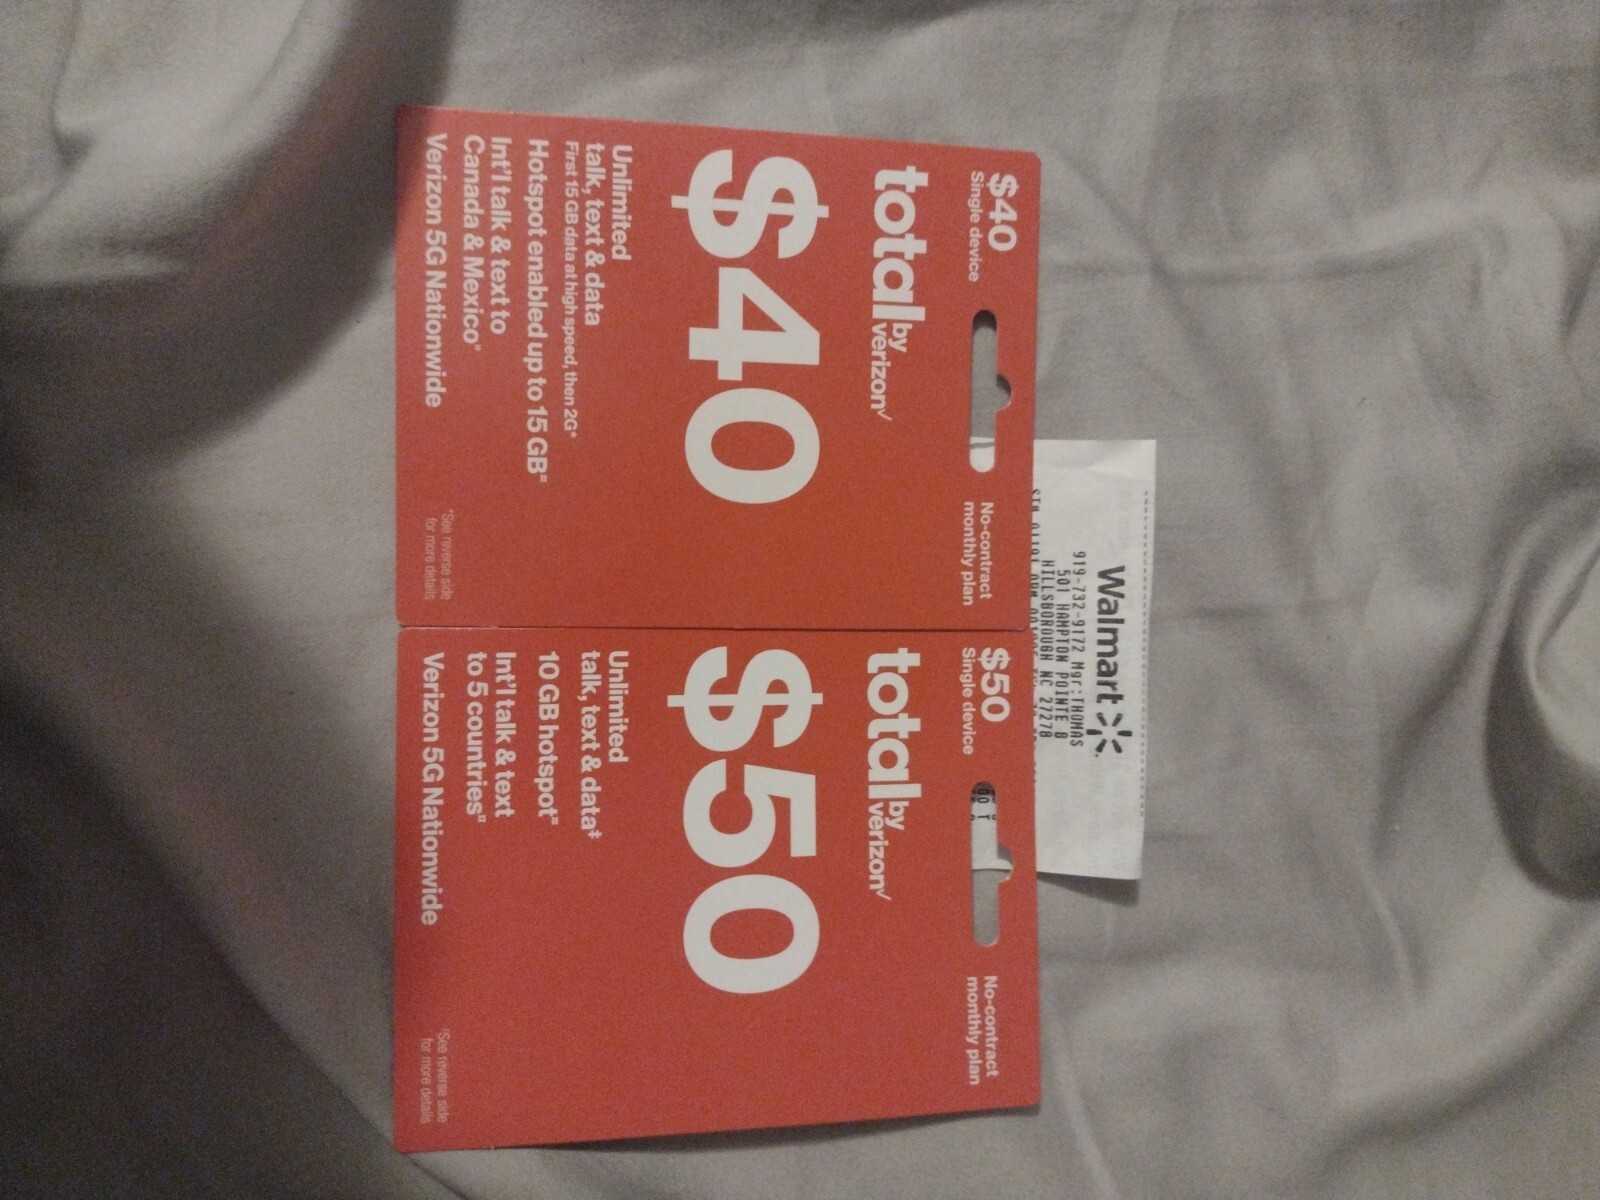 Walmart
919-732-9172 Mgr:THOMAS
501 HAMPTON POINTE B
HILLSBOROUGH NC 27278
$40
Single device
No-contract
monthly plan
total by
verizon
$40
Unlimited
talk, text & data
First 15 GB data at high speed, then 2G*
Hotspot enabled up to 15 GB¤
Int'l talk & text to
Canada & Mexico¤
Verizon 5G Nationwide
*See reverse side
for more details
$50
Single device
No-contract
monthly plan
total by
verizon
$50
Unlimited
talk, text & data‡
10 GB hotspot¤
Int'l talk & text
to 5 countries¤
Verizon 5G Nationwide
‡See reverse side
for more details